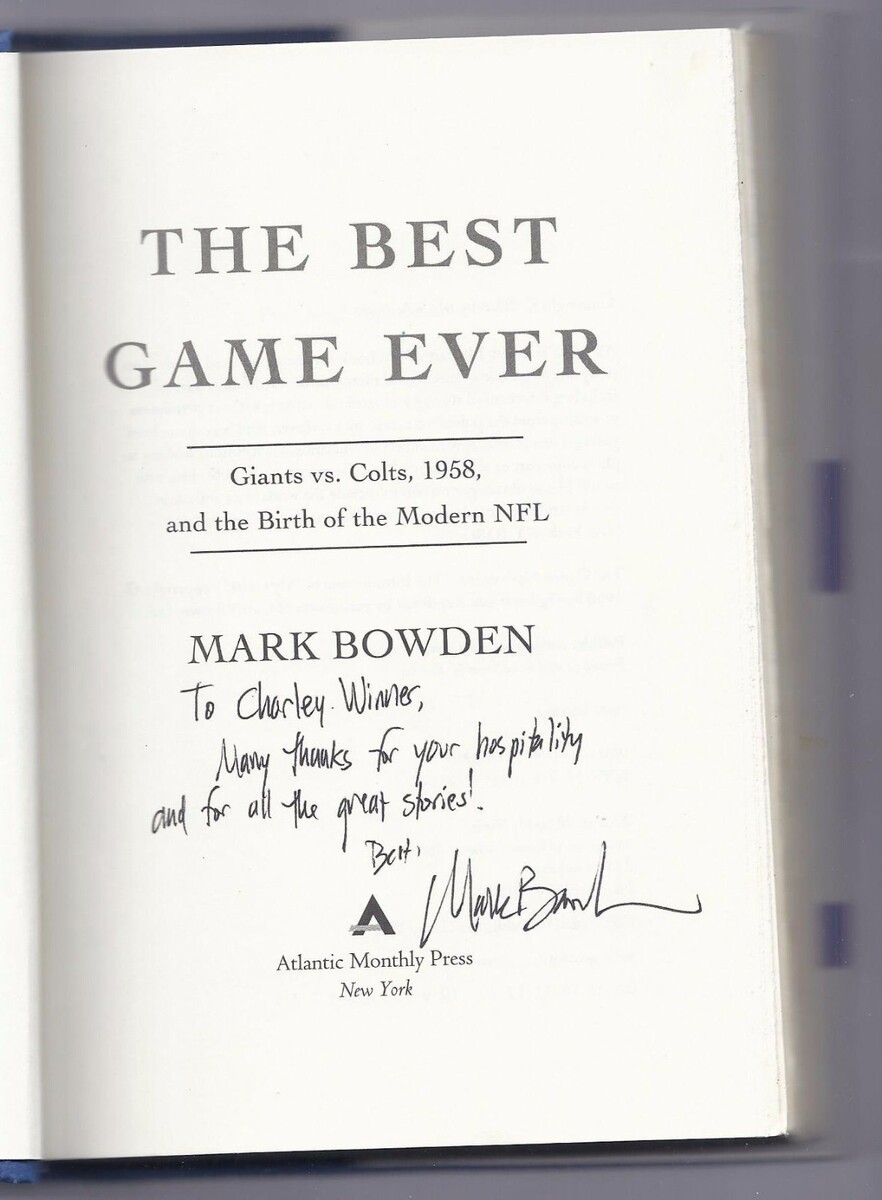 THE BEST
GAME EVER
Giants vs. Colts, 1958,
and the Birth of the Modern NFL
MARK BOWDEN
To Charley Winner,
Many thanks for your hospitality
and for all the great stories!
Best,
Mark Bowden
Atlantic Monthly Press
New York